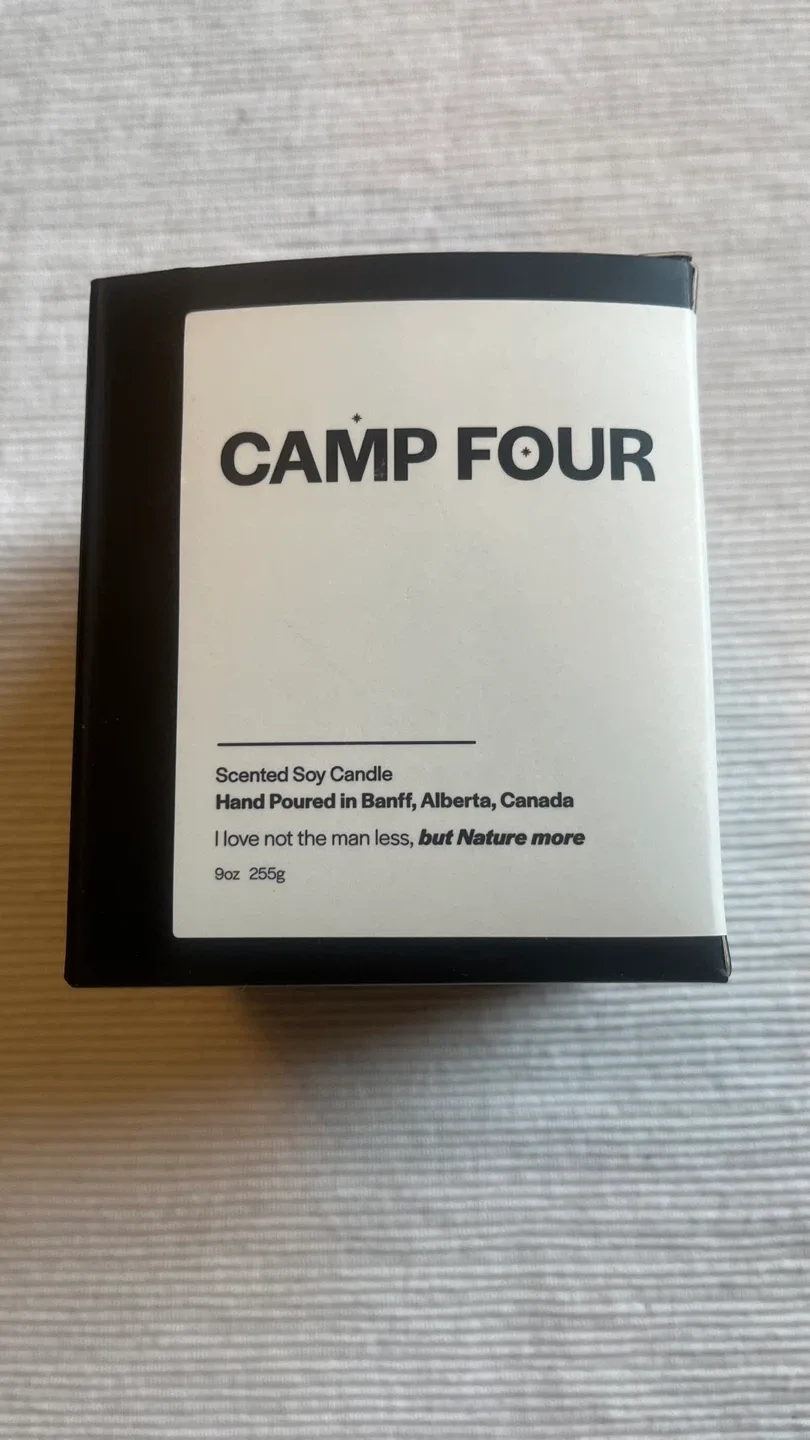 CAMP FOUR
Scented Soy Candle
Hand Poured in Banff, Alberta, Canada
I love not the man less, but Nature more
9oz 255g